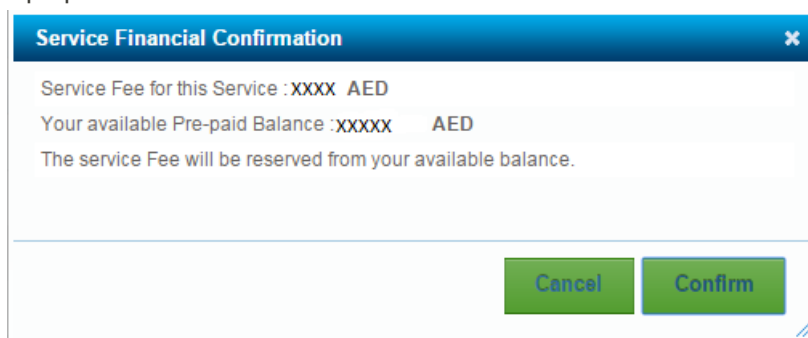 Service Financial Confirmation
Service Fee for this Service : XXXX AED
Your available Pre-paid Balance : XXXXX AED
The service Fee will be reserved from your available balance.
Cancel Confirm